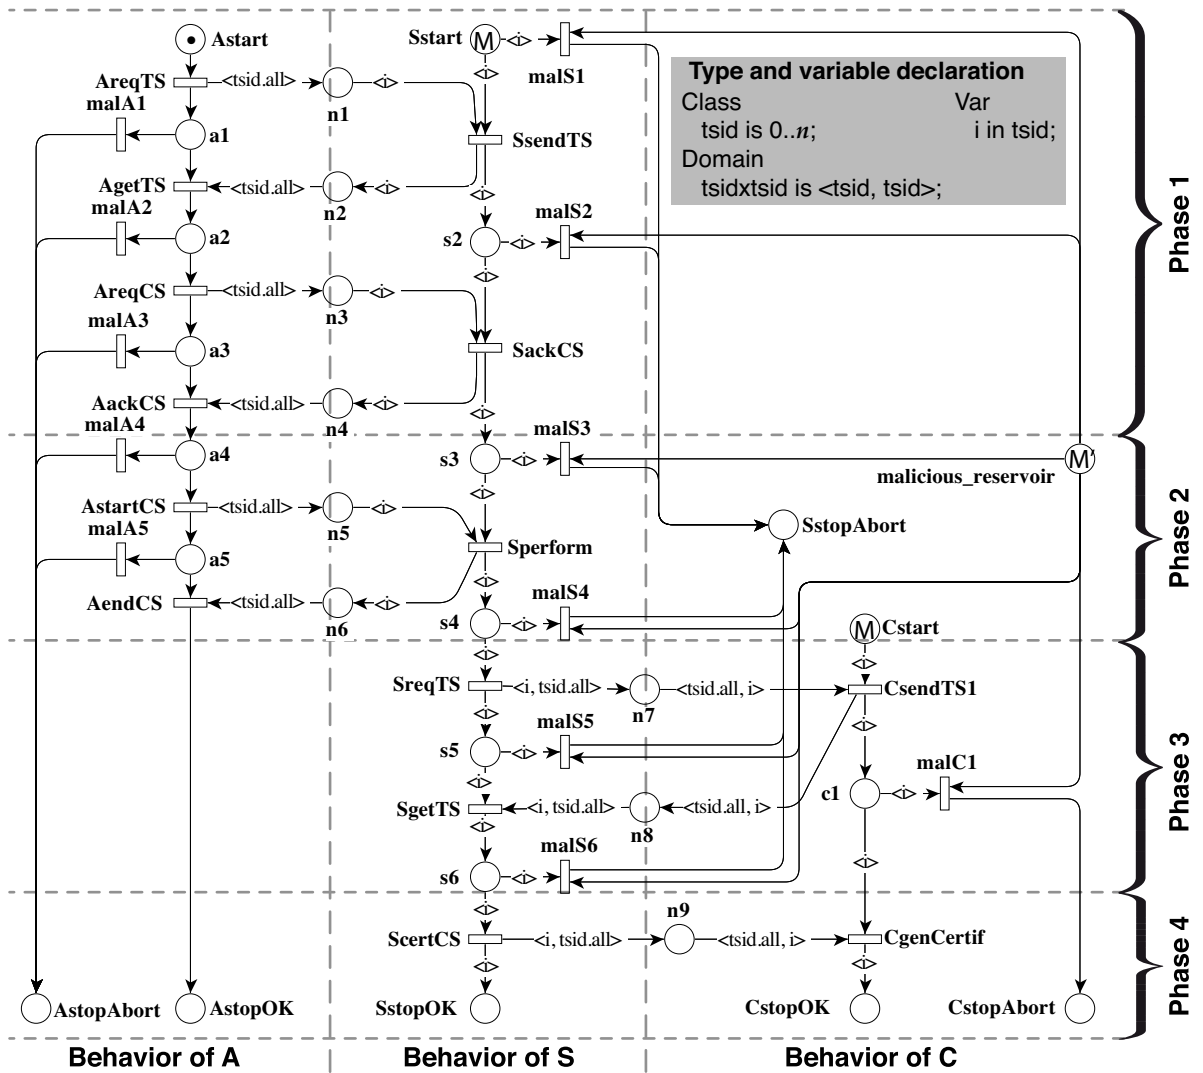 Astart
Sstart
M
<i>
malS1
Type and variable declaration
Class
Var
tsid is 0..n;
i in tsid;
Domain
tsidxtsid is <tsid, tsid>;
AreqTS
<tsid.all>
<i>
<i>
malA1
n1
a1
SsendTS
AgetTS
<tsid.all>
<i>
<i>
malA2
n2
malS2
a2
s2
<i>
<i>
AreqCS
<tsid.all>
<i>
malA3
n3
a3
SackCS
AackCS
<tsid.all>
<i>
<i>
malA4
n4
malS3
a4
s3
<i>
M'
malicious_reservoir
<i>
AstartCS
<tsid.all>
<i>
malA5
n5
SstopAbort
a5
Sperform
<i>
AendCS
<tsid.all>
<i>
malS4
n6
s4
<i>
M
Cstart
<i>
<i>
SreqTS
<i, tsid.all>
<tsid.all, i>
CsendTS1
n7
<i>
malS5
<i>
s5
<i>
malC1
<i>
c1
<i>
SgetTS
<i, tsid.all>
<tsid.all, i>
<i>
n8
malS6
s6
<i>
<i>
<i>
n9
ScertCS
<i, tsid.all>
<tsid.all, i>
CgenCertif
<i>
<i>
AstopAbort
AstopOK
SstopOK
CstopOK
CstopAbort
Behavior of A
Behavior of S
Behavior of C
Phase 1
Phase 2
Phase 3
Phase 4